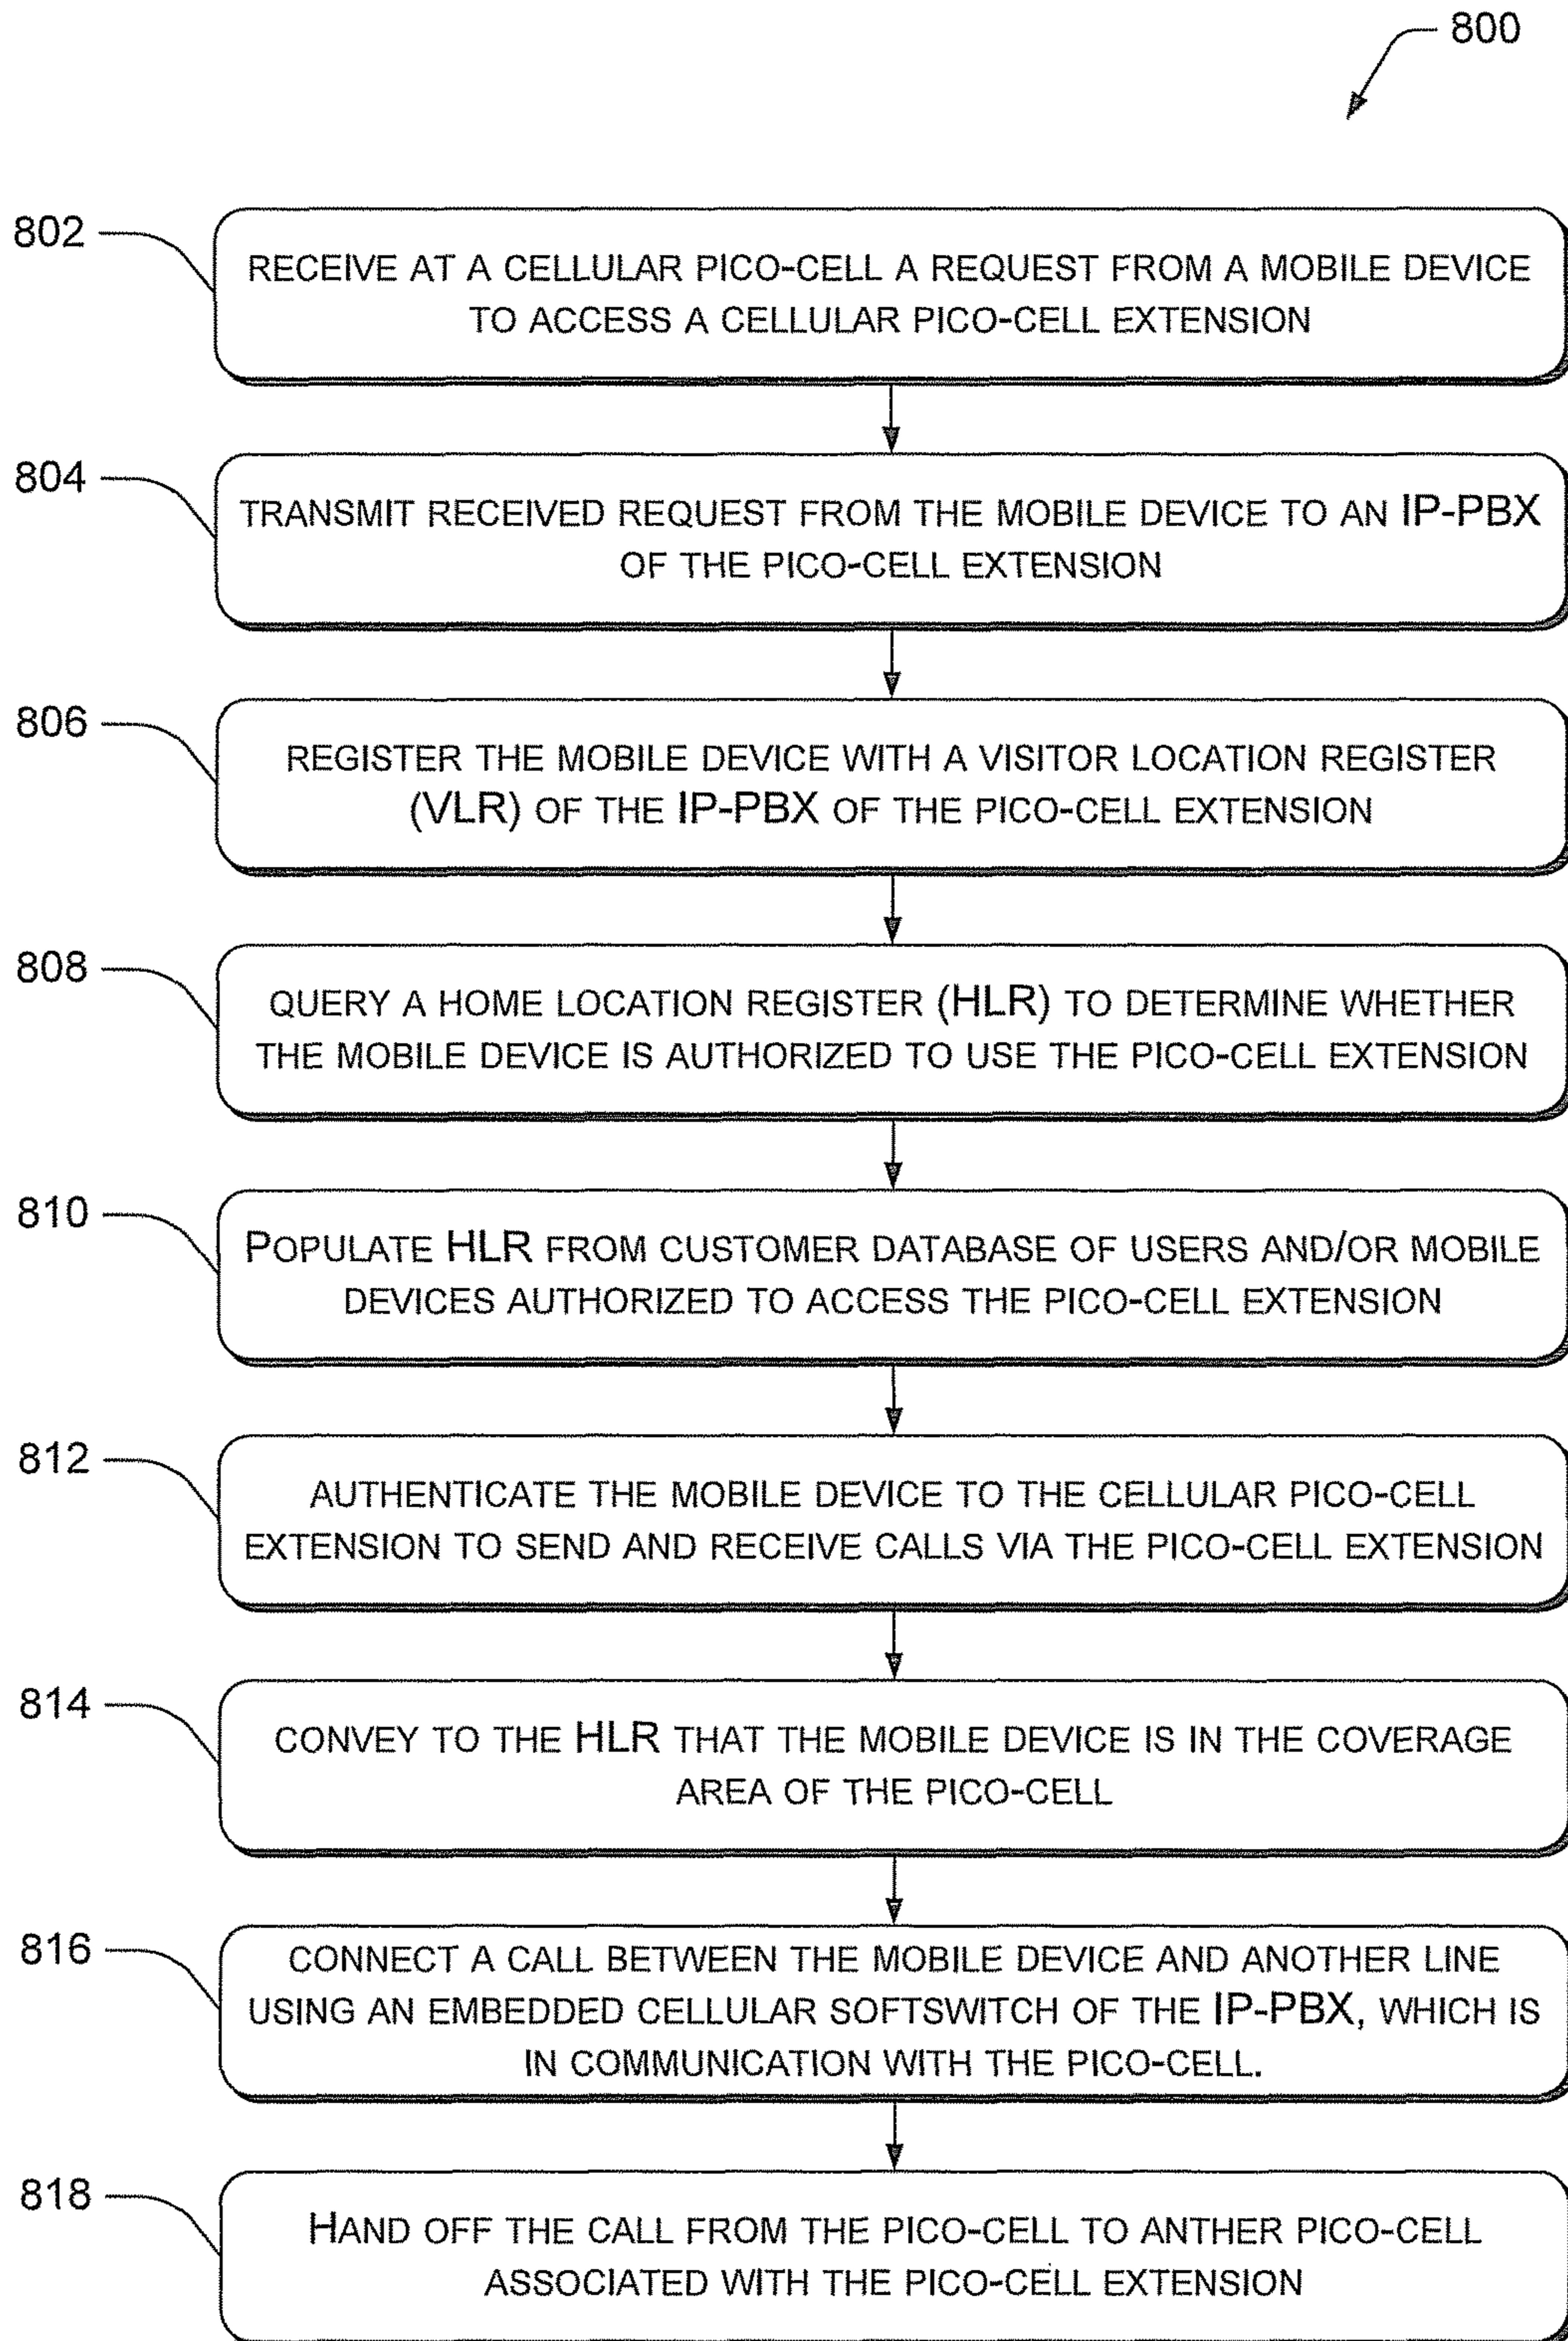 800
802
RECEIVE AT A CELLULAR PICO-CELL A REQUEST FROM A MOBILE DEVICE
TO ACCESS A CELLULAR PICO-CELL EXTENSION
804
TRANSMIT RECEIVED REQUEST FROM THE MOBILE DEVICE TO AN IP-PBX
OF THE PICO-CELL EXTENSION
806
REGISTER THE MOBILE DEVICE WITH A VISITOR LOCATION REGISTER
(VLR) OF THE IP-PBX OF THE PICO-CELL EXTENSION
808
QUERY A HOME LOCATION REGISTER (HLR) TO DETERMINE WHETHER
THE MOBILE DEVICE IS AUTHORIZED TO USE THE PICO-CELL EXTENSION
810
POPULATE HLR FROM CUSTOMER DATABASE OF USERS AND/OR MOBILE
DEVICES AUTHORIZED TO ACCESS THE PICO-CELL EXTENSION
812
AUTHENTICATE THE MOBILE DEVICE TO THE CELLULAR PICO-CELL
EXTENSION TO SEND AND RECEIVE CALLS VIA THE PICO-CELL EXTENSION
814
CONVEY TO THE HLR THAT THE MOBILE DEVICE IS IN THE COVERAGE
AREA OF THE PICO-CELL
816
CONNECT A CALL BETWEEN THE MOBILE DEVICE AND ANOTHER LINE
USING AN EMBEDDED CELLULAR SOFTSWITCH OF THE IP-PBX, WHICH IS
IN COMMUNICATION WITH THE PICO-CELL.
818
HAND OFF THE CALL FROM THE PICO-CELL TO ANTHER PICO-CELL
ASSOCIATED WITH THE PICO-CELL EXTENSION